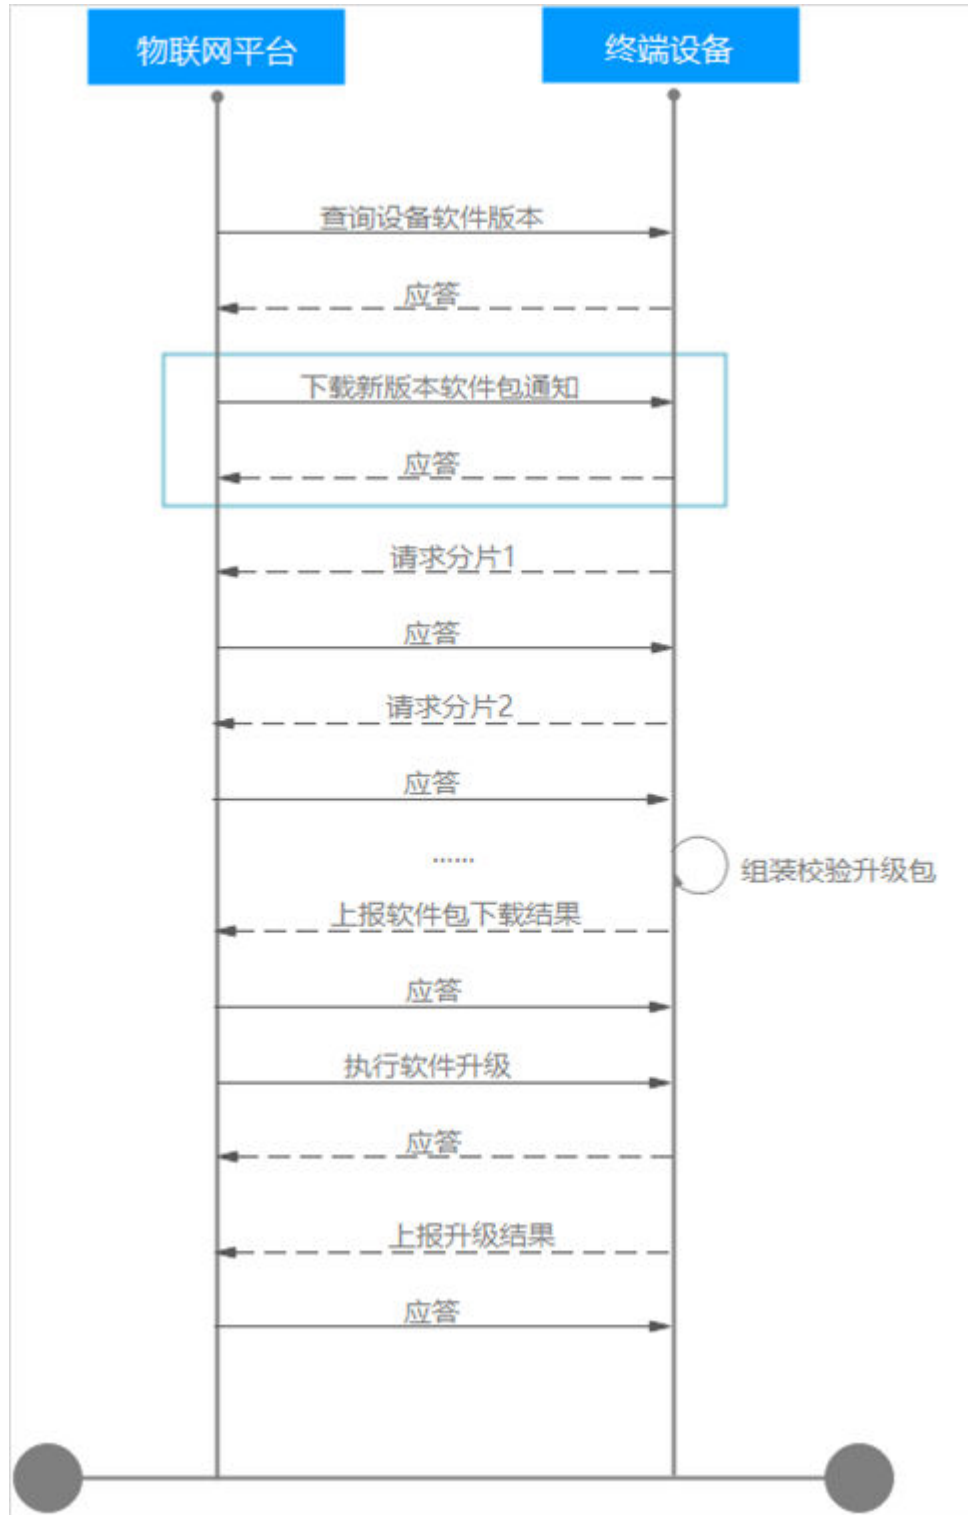 物联网平台
终端设备
查询设备软件版本
应答
下载新版本软件包通知
应答
请求分片1
应答
请求分片2
应答
......
组装校验升级包
上报软件包下载结果
应答
执行软件升级
应答
上报升级结果
应答